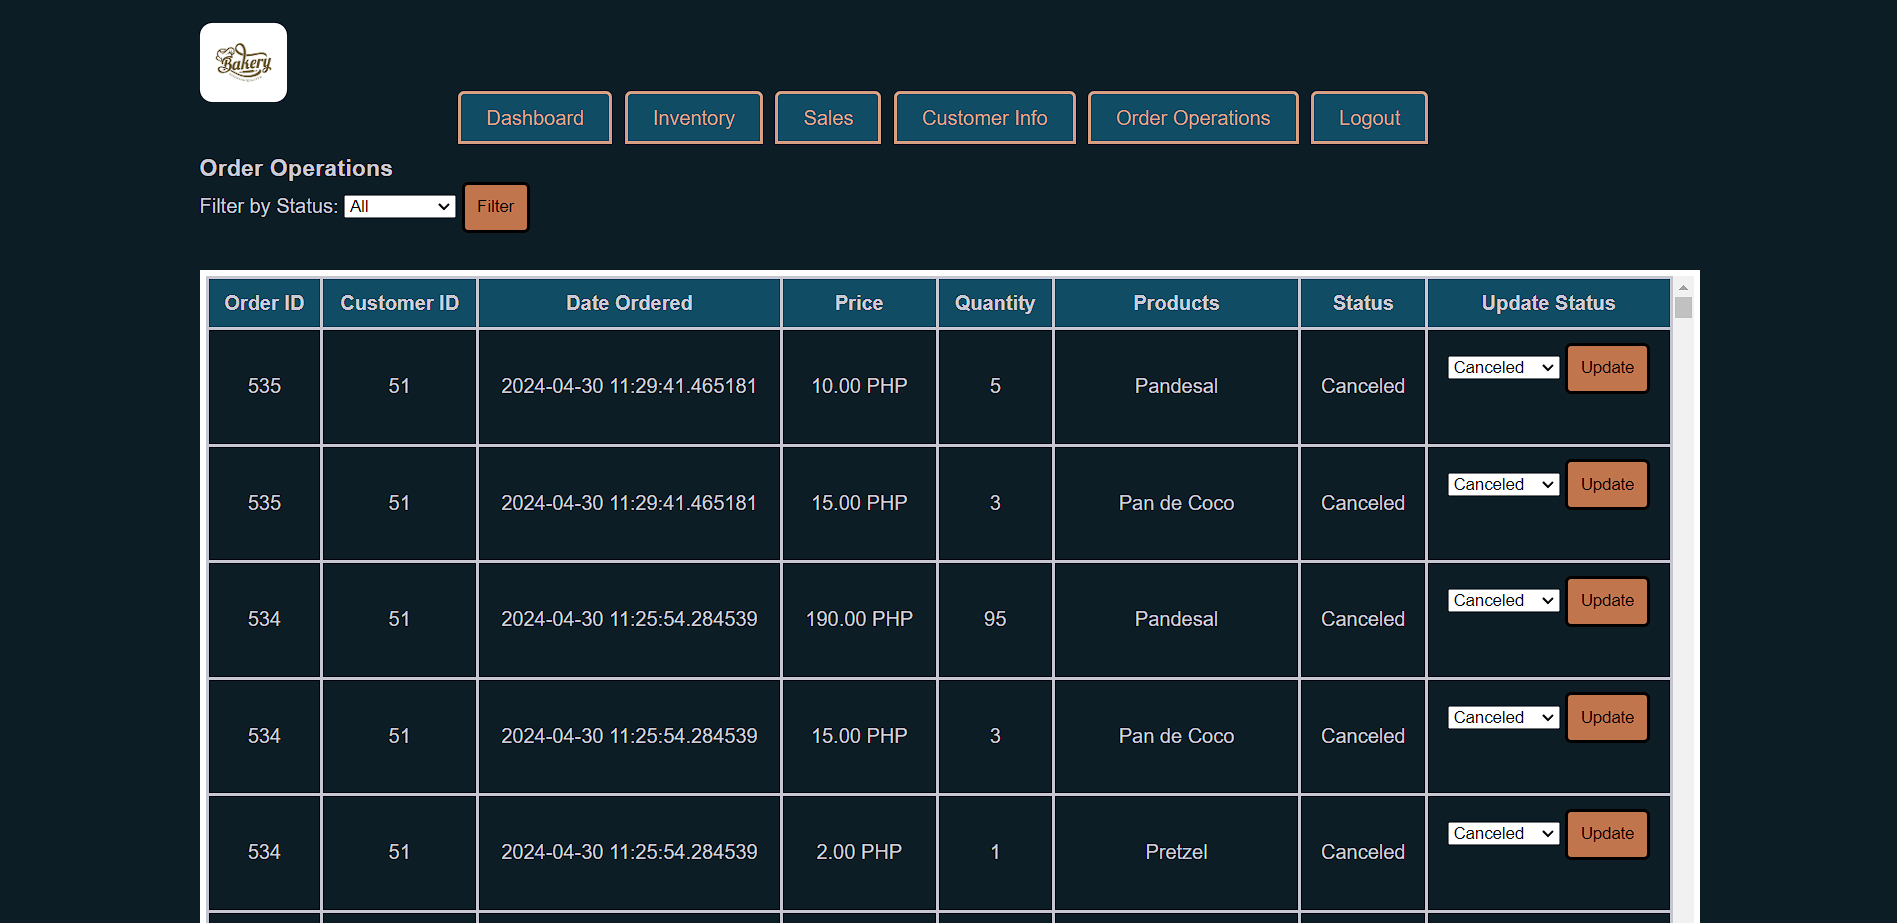 Bakery
Dashboard Inventory Sales Customer Info Order Operations Logout
Order Operations
Filter by Status: All Filter
Order ID Customer ID Date Ordered Price Quantity Products Status Update Status
535 51 2024-04-30 11:29:41.465181 10.00 PHP 5 Pandesal Canceled Canceled Update
535 51 2024-04-30 11:29:41.465181 15.00 PHP 3 Pan de Coco Canceled Canceled Update
534 51 2024-04-30 11:25:54.284539 190.00 PHP 95 Pandesal Canceled Canceled Update
534 51 2024-04-30 11:25:54.284539 15.00 PHP 3 Pan de Coco Canceled Canceled Update
534 51 2024-04-30 11:25:54.284539 2.00 PHP 1 Pretzel Canceled Canceled Update